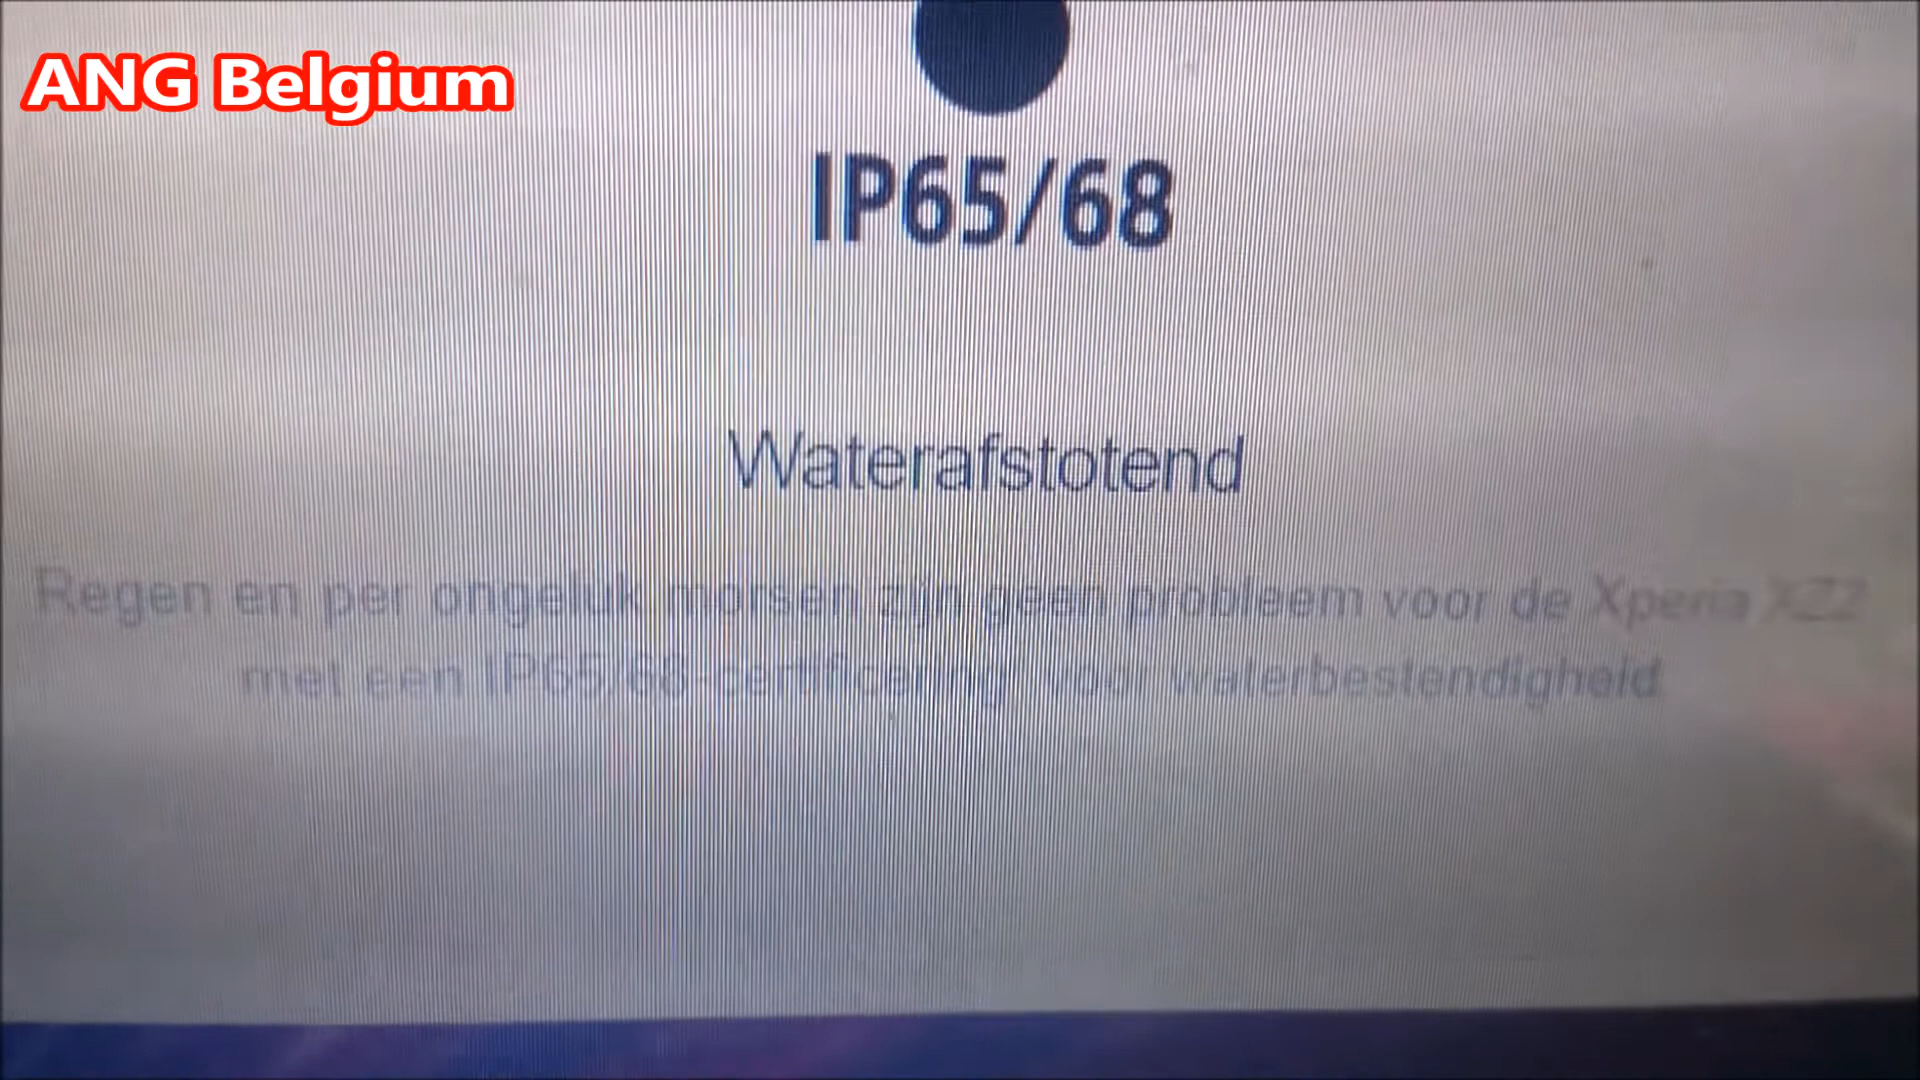 ANG Belgium
IP65/68
Waterafstotend
Regen en per ongeluk morsen zijn geen probleem voor de Xperia XZ2
met een IP65/68-certificering voor waterbestendigheid